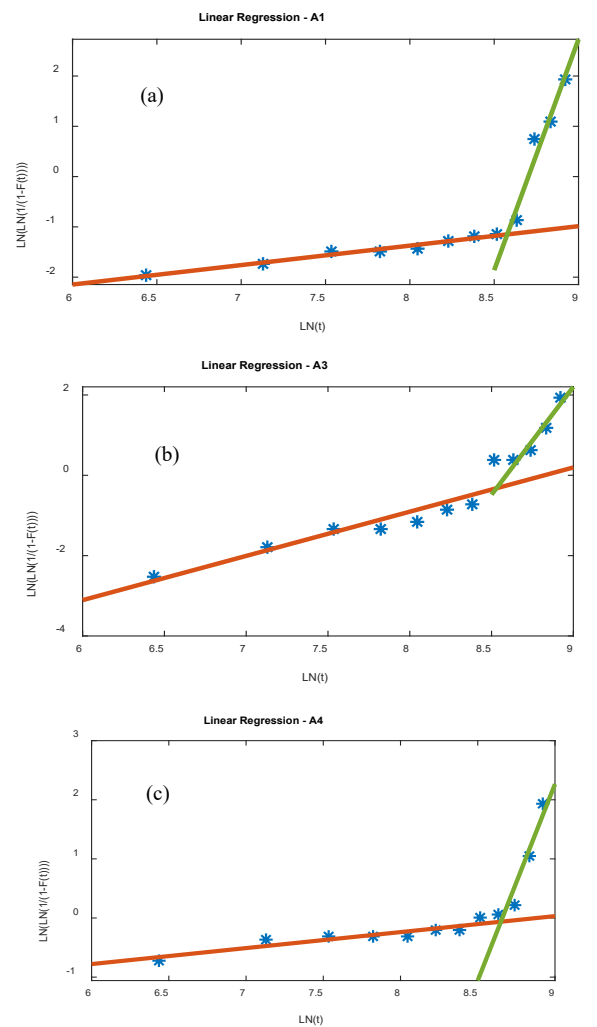 Linear Regression - A1
(a)
2
1
0
-1
-2
LN(LN(1/(1-F(t))))
6 6.5 7 7.5 8 8.5 9
LN(t)
Linear Regression - A3
(b)
2
0
-2
-4
LN(LN(1/(1-F(t))))
6 6.5 7 7.5 8 8.5 9
LN(t)
Linear Regression - A4
(c)
3
2
1
0
-1
LN(LN(1/(1-F(t))))
6 6.5 7 7.5 8 8.5 9
LN(t)